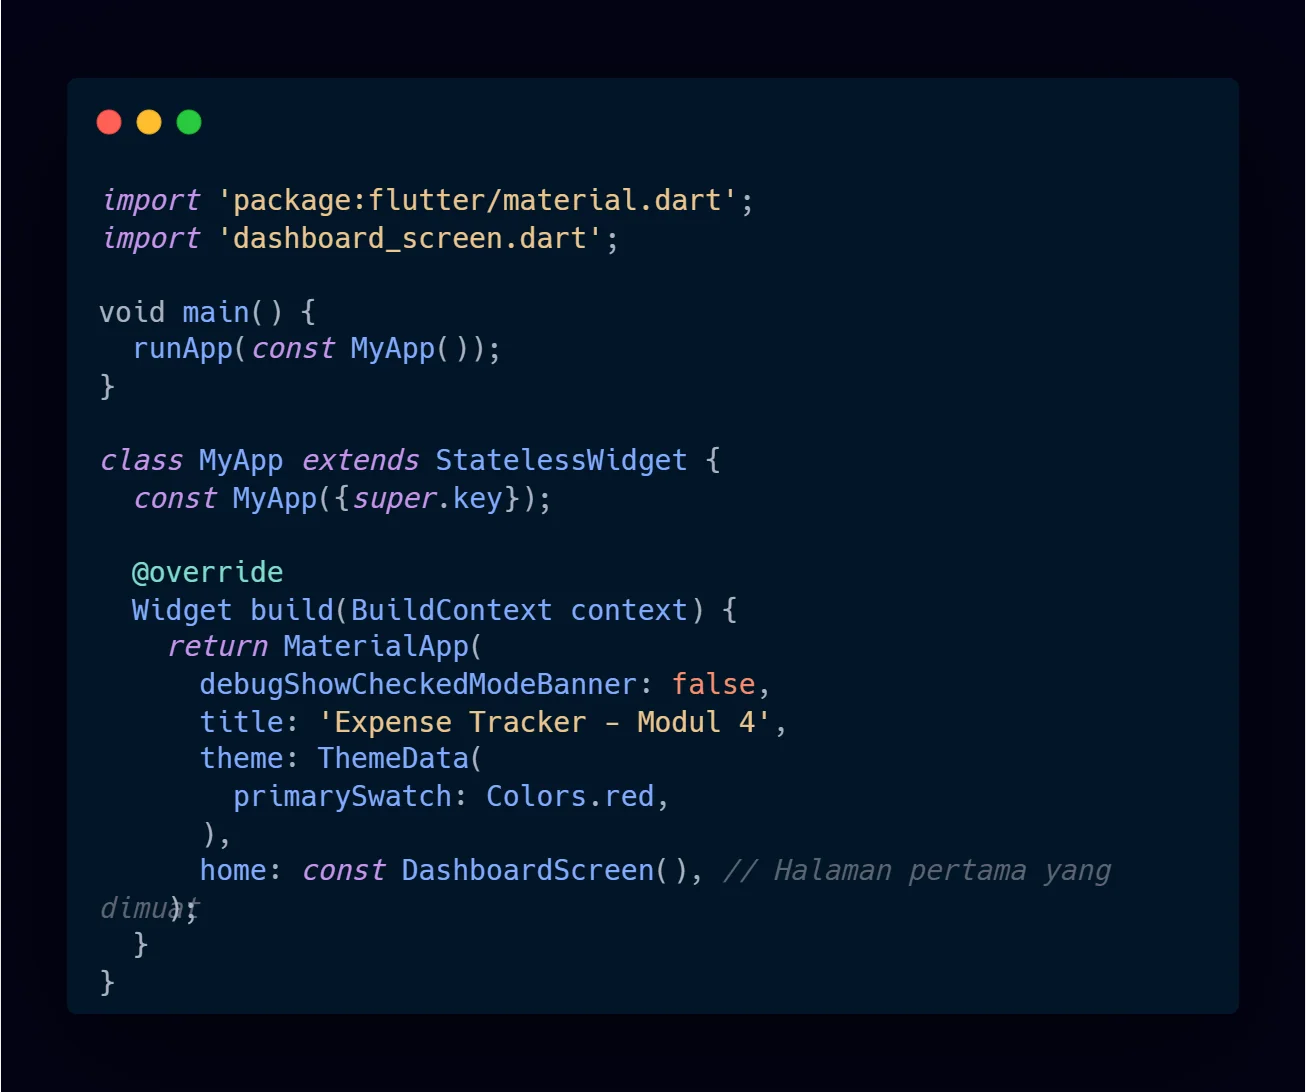 import 'package:flutter/material.dart';
import 'dashboard_screen.dart';

void main() {
  runApp(const MyApp());
}

class MyApp extends StatelessWidget {
  const MyApp({super.key});

  @override
  Widget build(BuildContext context) {
    return MaterialApp(
      debugShowCheckedModeBanner: false,
      title: 'Expense Tracker - Modul 4',
      theme: ThemeData(
        primarySwatch: Colors.red,
      ),
      home: const DashboardScreen(), // Halaman pertama yang
dimuat
    );
  }
}